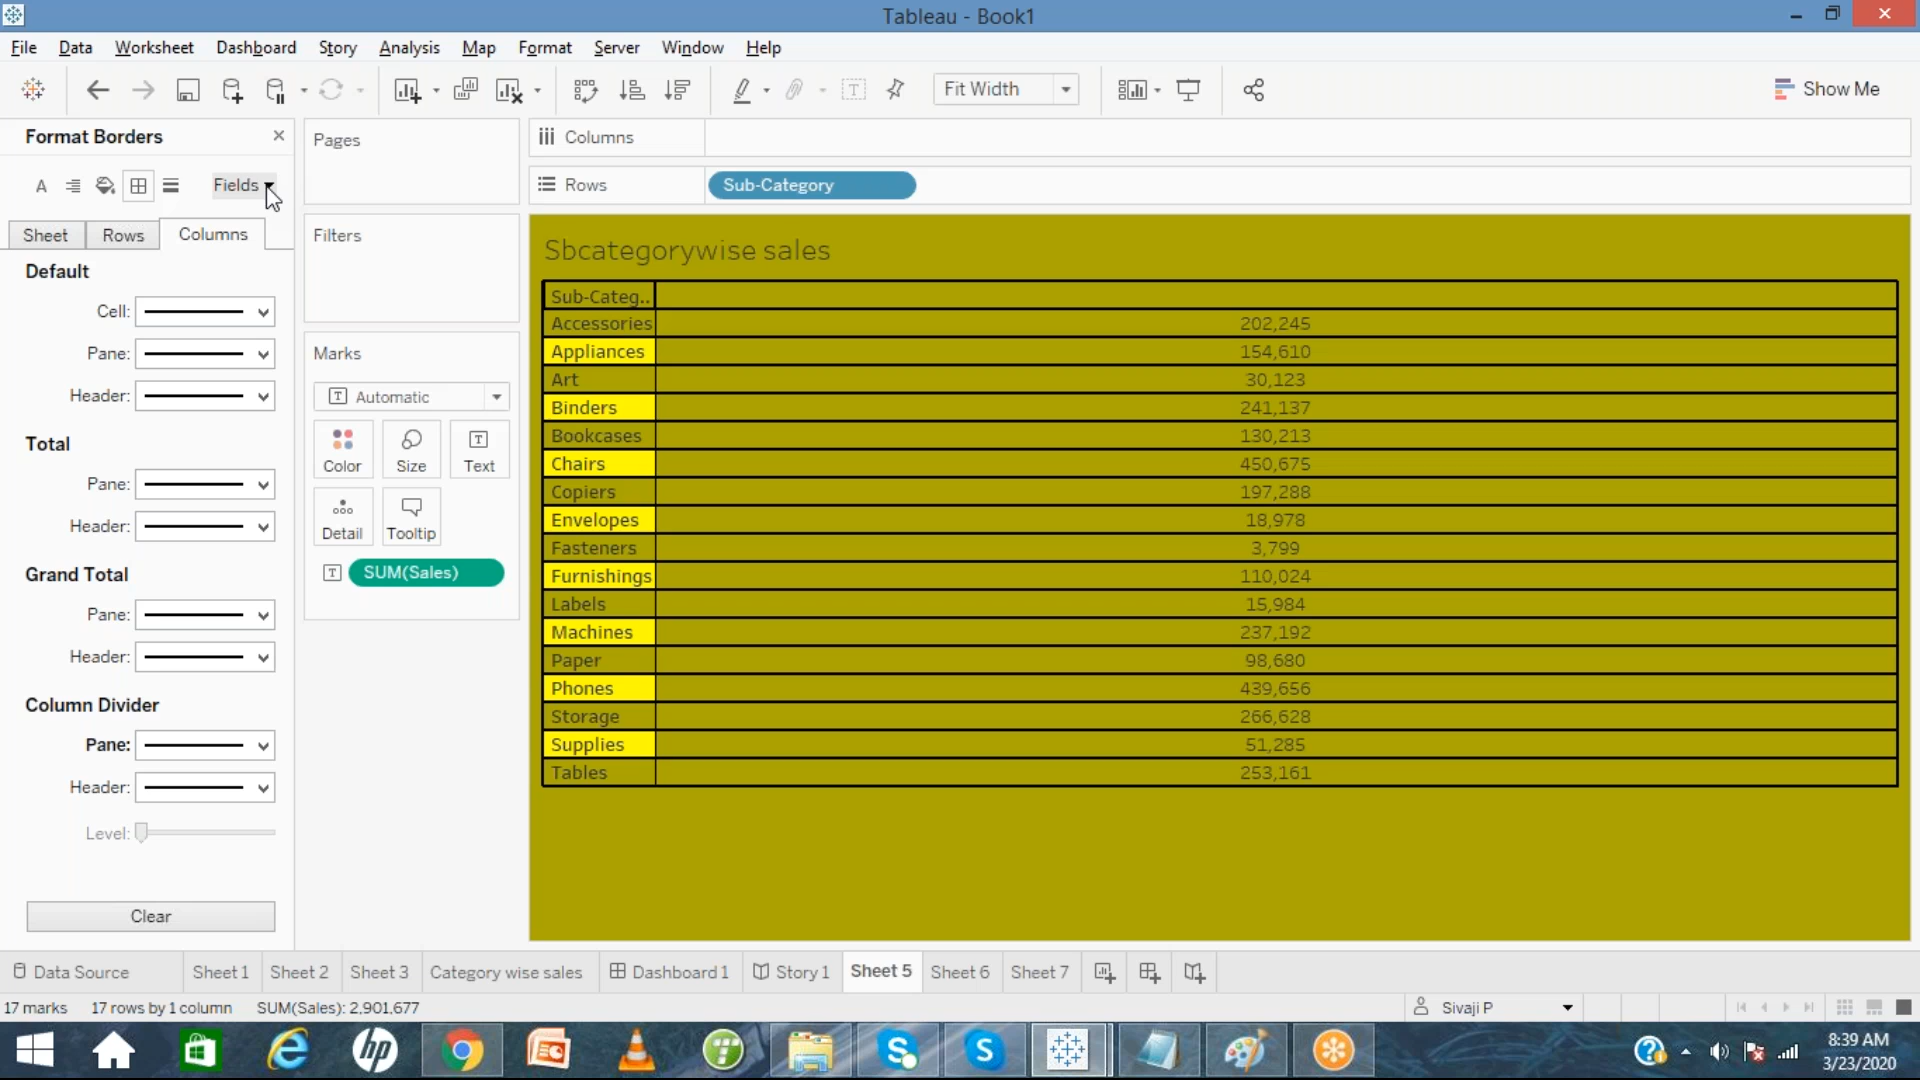 Tableau - Book1
File Data Worksheet Dashboard Story Analysis Map Format Server Window Help
Fit Width
Show Me
Format Borders
Fields
Sheet Rows Columns
Default
Cell:
Pane:
Header:
Total
Pane:
Header:
Grand Total
Pane:
Header:
Column Divider
Pane:
Header:
Level:
Clear
Pages
Filters
Marks
Automatic
Color Size Text
Detail Tooltip
SUM(Sales)
Columns
Rows Sub-Category
Sbcategorywise sales
Sub-Categ..
Accessories 202,245
Appliances 154,610
Art 30,123
Binders 241,137
Bookcases 130,213
Chairs 450,675
Copiers 197,288
Envelopes 18,978
Fasteners 3,799
Furnishings 110,024
Labels 15,984
Machines 237,192
Paper 98,680
Phones 439,656
Storage 266,628
Supplies 51,285
Tables 253,161
Data Source Sheet 1 Sheet 2 Sheet 3 Category wise sales Dashboard 1 Story 1 Sheet 5 Sheet 6 Sheet 7
17 marks 17 rows by 1 column SUM(Sales): 2,901,677 Sivaji P
8:39 AM
3/23/2020